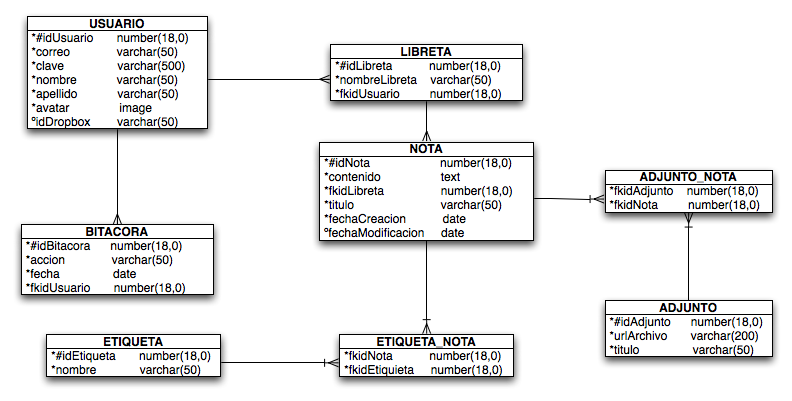 USUARIO
*#idUsuario number(18,0)
*correo varchar(50)
*clave varchar(500)
*nombre varchar(50)
*apellido varchar(50)
*avatar image
ºidDropbox varchar(50)
LIBRETA
*#idLibreta number(18,0)
*nombreLibreta varchar(50)
*fkidUsuario number(18,0)
NOTA
*#idNota number(18,0)
*contenido text
*fkidLibreta number(18,0)
*titulo varchar(50)
*fechaCreacion date
ºfechaModificacion date
ADJUNTO_NOTA
*fkidAdjunto number(18,0)
*fkidNota number(18,0)
BITACORA
*#idBitacora number(18,0)
*accion varchar(50)
*fecha date
*fkidUsuario number(18,0)
ADJUNTO
*#idAdjunto number(18,0)
*urlArchivo varchar(200)
*titulo varchar(50)
ETIQUETA
*#idEtiqueta number(18,0)
*nombre varchar(50)
ETIQUETA_NOTA
*fkidNota number(18,0)
*fkidEtiquieta number(18,0)